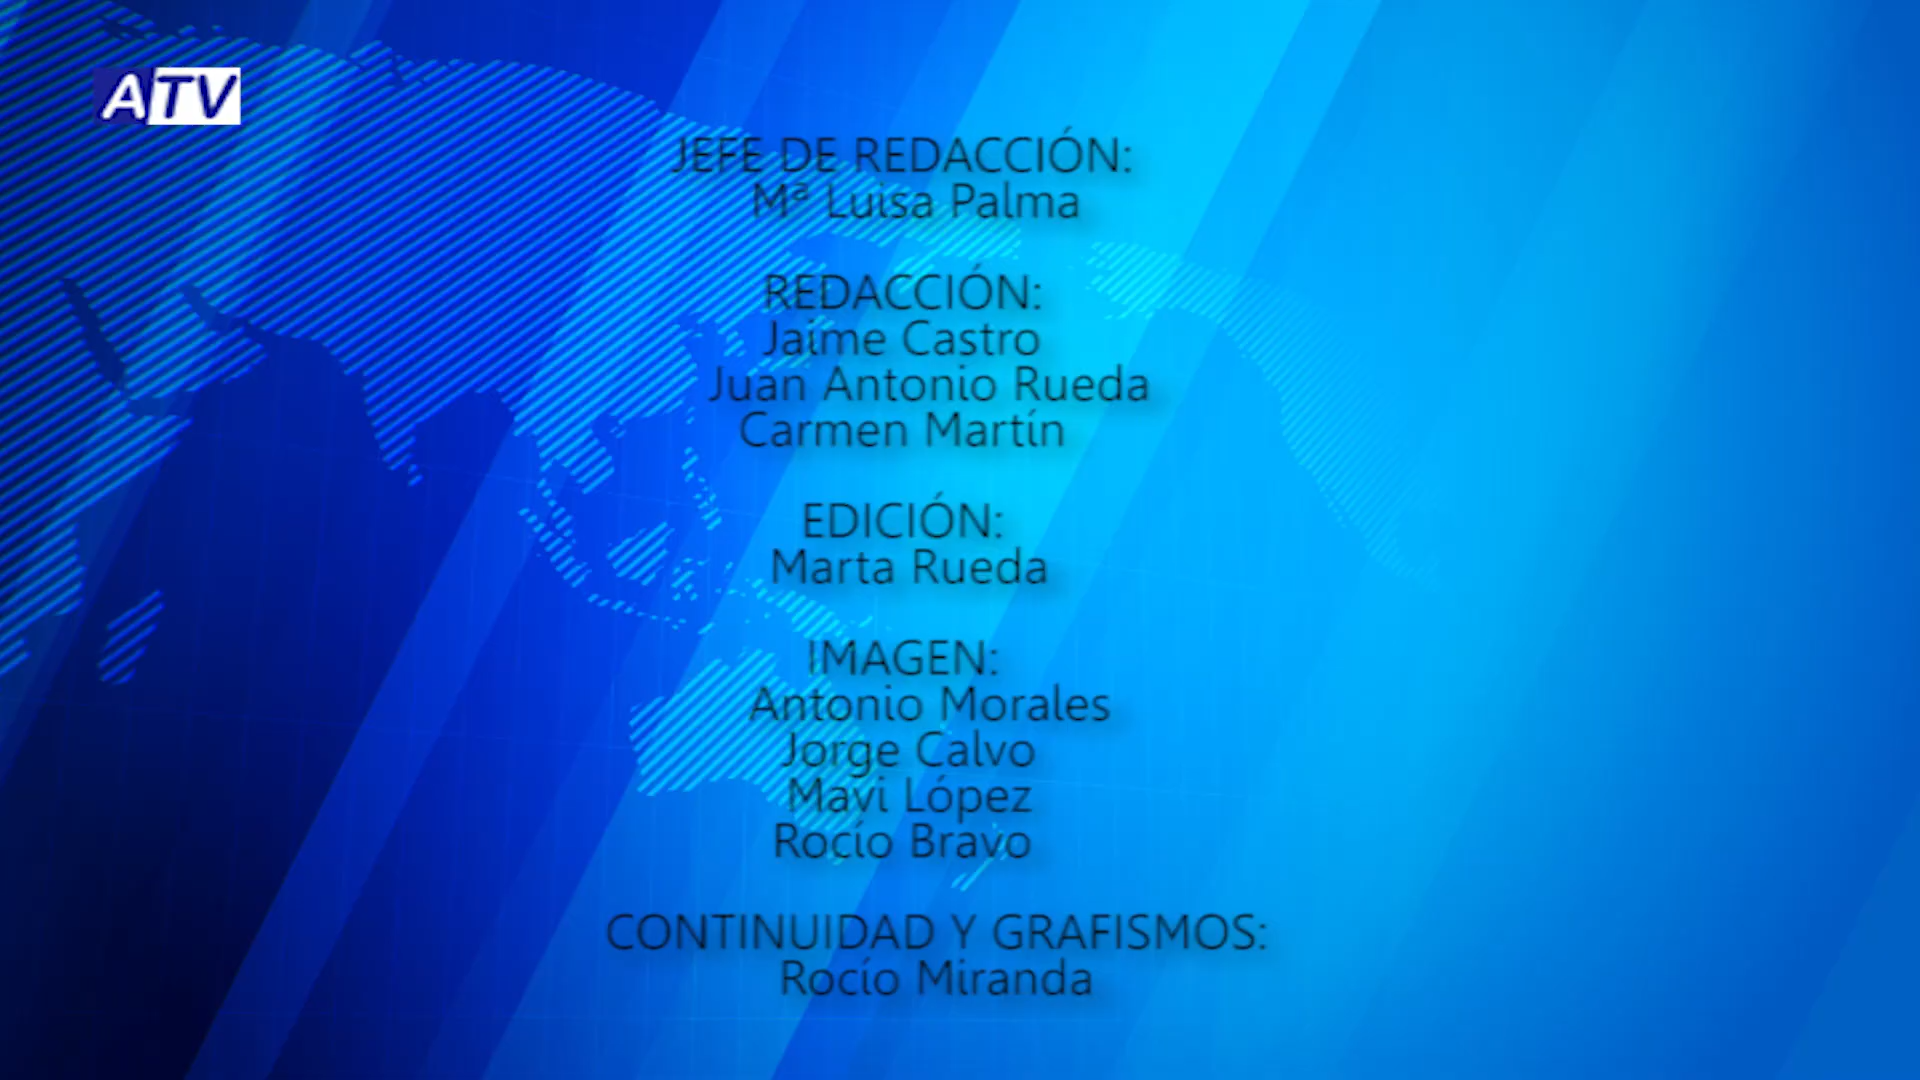 ATV
JEFE DE REDACCIÓN:
Mª Luisa Palma
REDACCIÓN:
Jaime Castro
Juan Antonio Rueda
Carmen Martín
EDICIÓN:
Marta Rueda
IMAGEN:
Antonio Morales
Jorge Calvo
Mavi López
Rocío Bravo
CONTINUIDAD Y GRAFISMOS:
Rocío Miranda